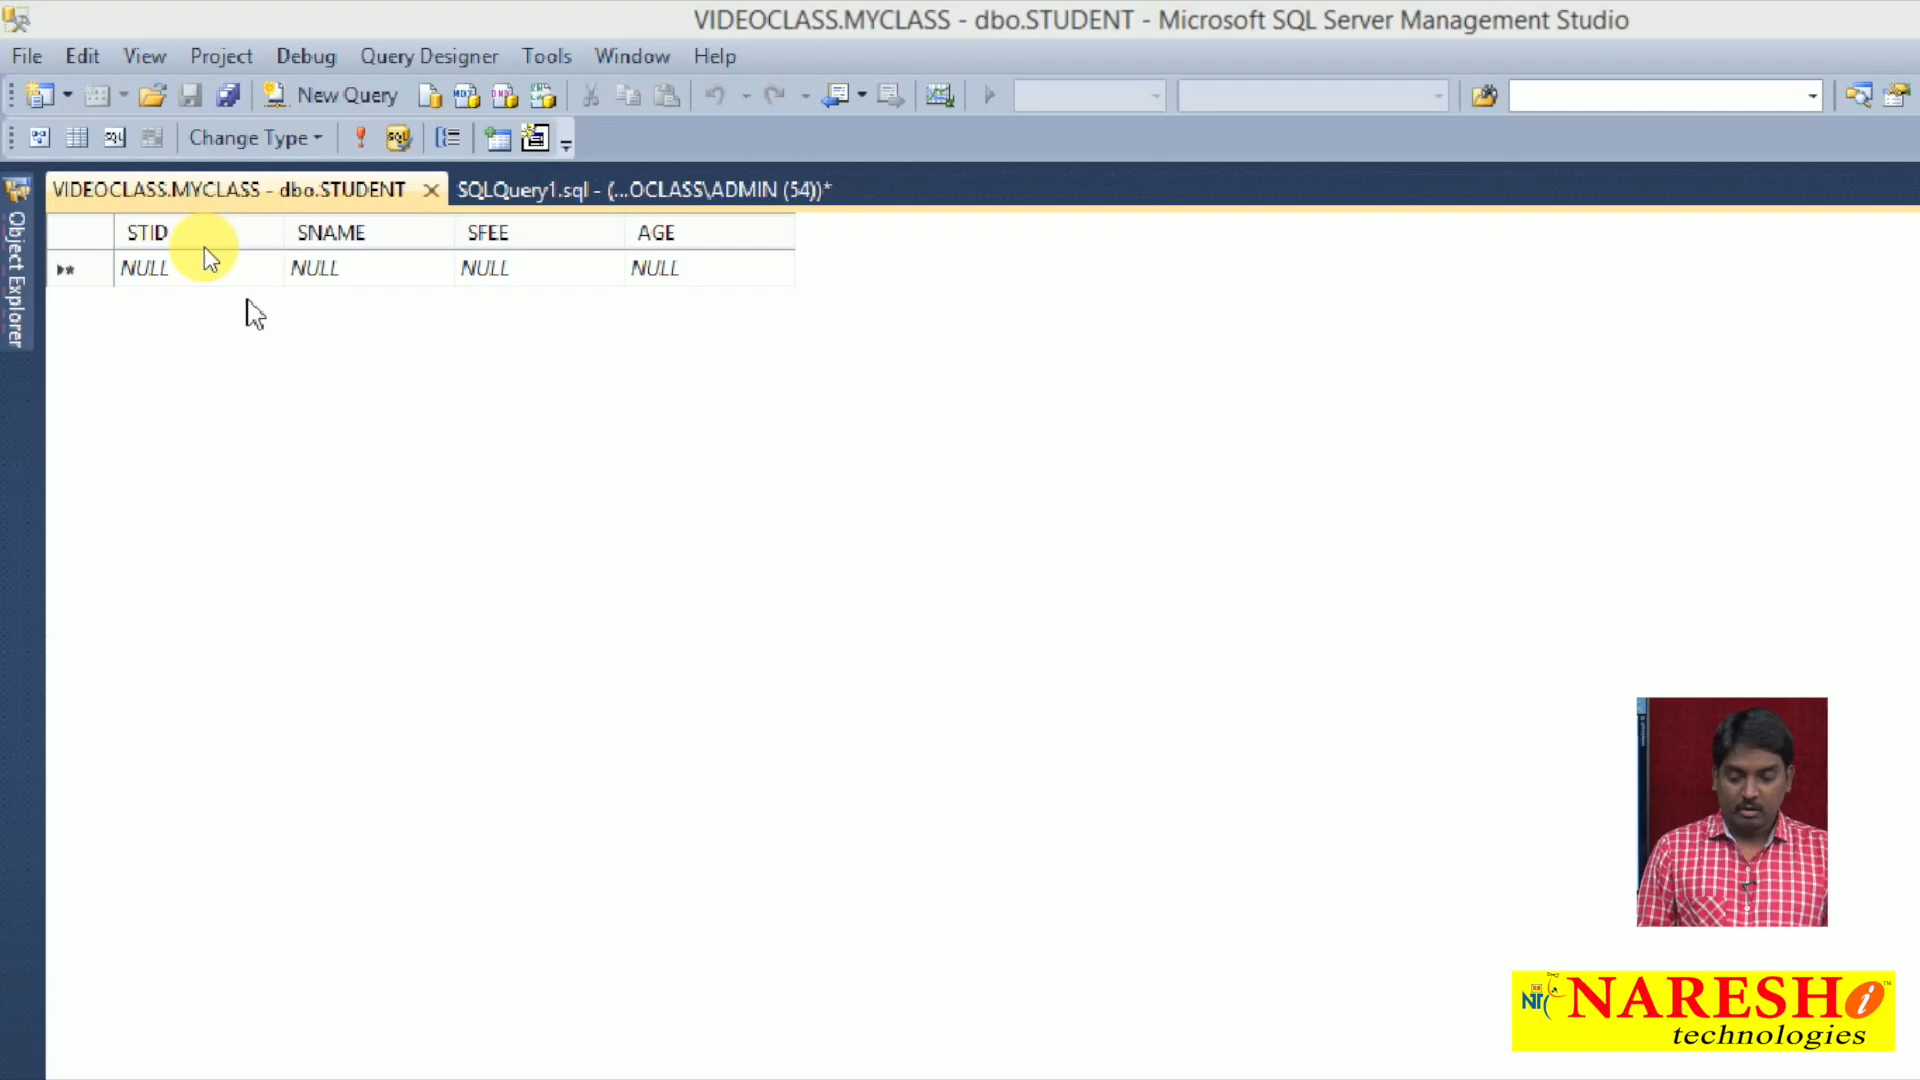 VIDEOCLASS.MYCLASS - dbo.STUDENT - Microsoft SQL Server Management Studio
File Edit View Project Debug Query Designer Tools Window Help
New Query
Change Type
VIDEOCLASS.MYCLASS - dbo.STUDENT SQLQuery1.sql - (...OCLASS\ADMIN (54))*
Object Explorer
STID SNAME SFEE AGE
NULL NULL NULL NULL
NARESH i
technologies